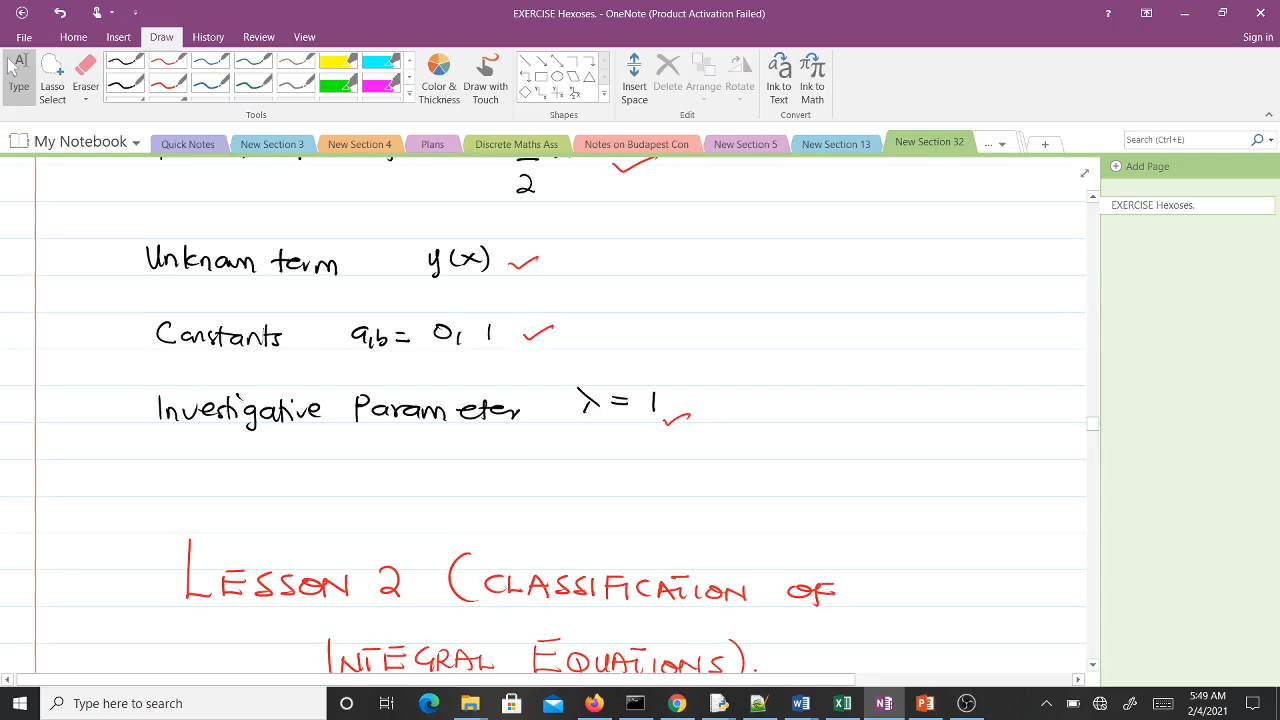 EXERCISE Hexoses. - OneNote (Product Activation Failed)
?
File Home Insert Draw History Review View Sign in
Type Lasso Select Eraser Color & Thickness Draw with Touch Insert Space Delete Arrange Rotate Ink to Text Ink to Math
Tools Shapes Edit Convert
My Notebook Quick Notes New Section 3 New Section 4 Plans Discrete Maths Ass Notes on Budapest Con New Section 5 New Section 13 New Section 32 ... Search (Ctrl+E)
Add Page
EXERCISE Hexoses.
2
Unknown term y(x)
Constants a,b = 0, 1
Investigative Parameter λ = 1
LESSON 2 (CLASSIFICATION OF
INTEGRAL EQUATIONS).
Type here to search
5:49 AM
2/4/2021